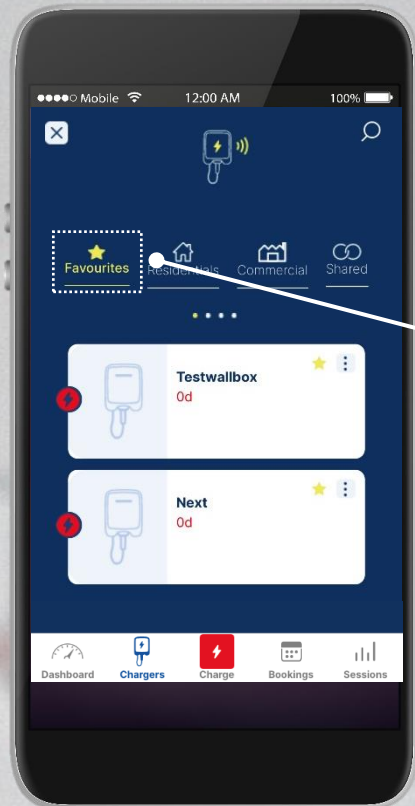 Mobile 12:00 AM 100%
Favourites Residentials Commercial Shared
Testwallbox
0d
Next
0d
Dashboard Chargers Charge Bookings Sessions